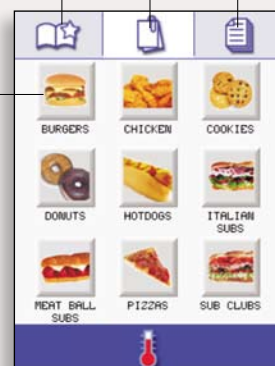 BURGERS
CHICKEN
COOKIES
DONUTS
HOTDOGS
ITALIAN
SUBS
MEAT BALL
SUBS
PIZZAS
SUB CLUBS